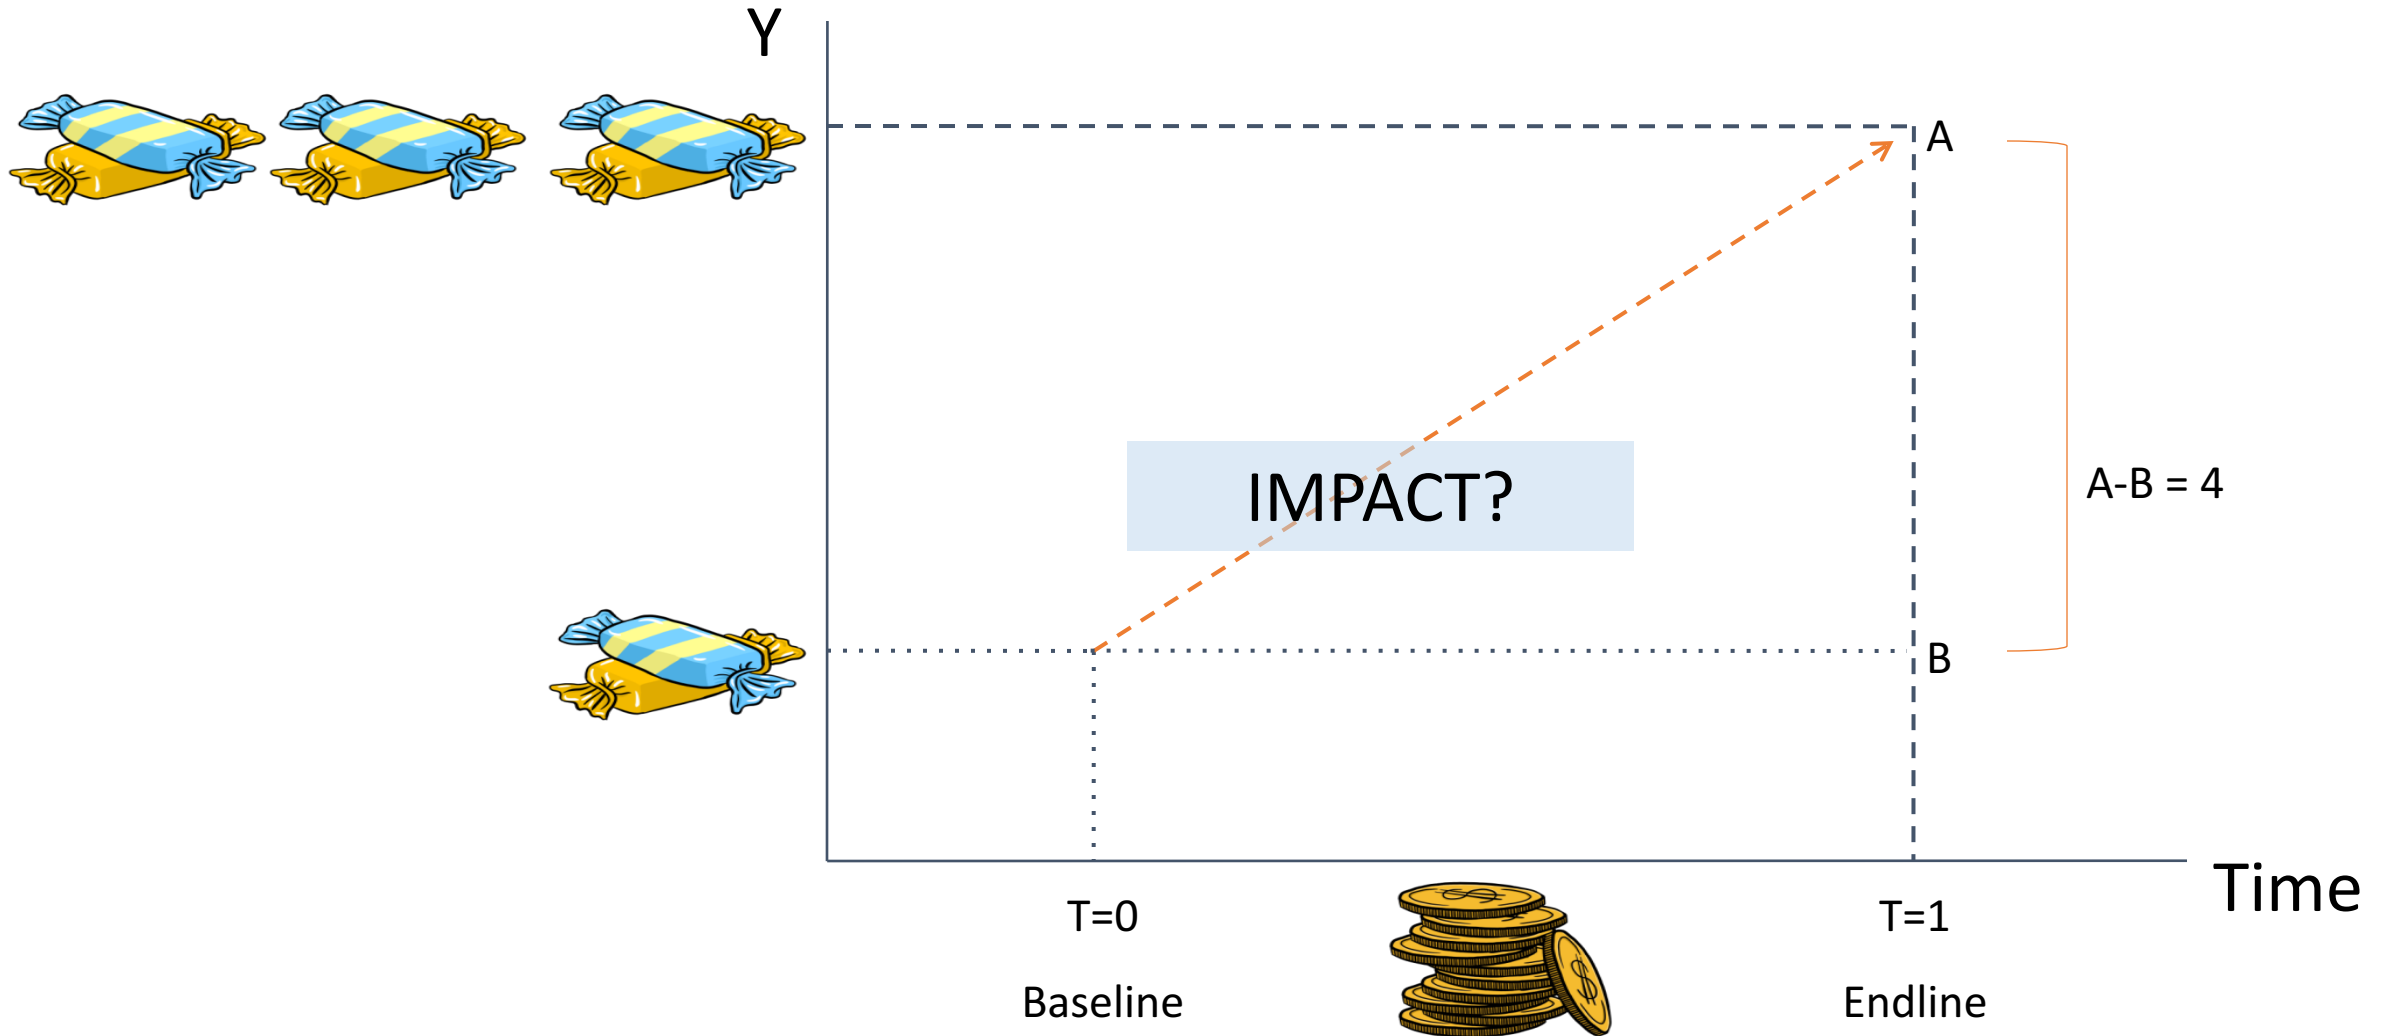 Y
A
IMPACT?
A-B = 4
B
Time
T=0
T=1
Baseline
Endline